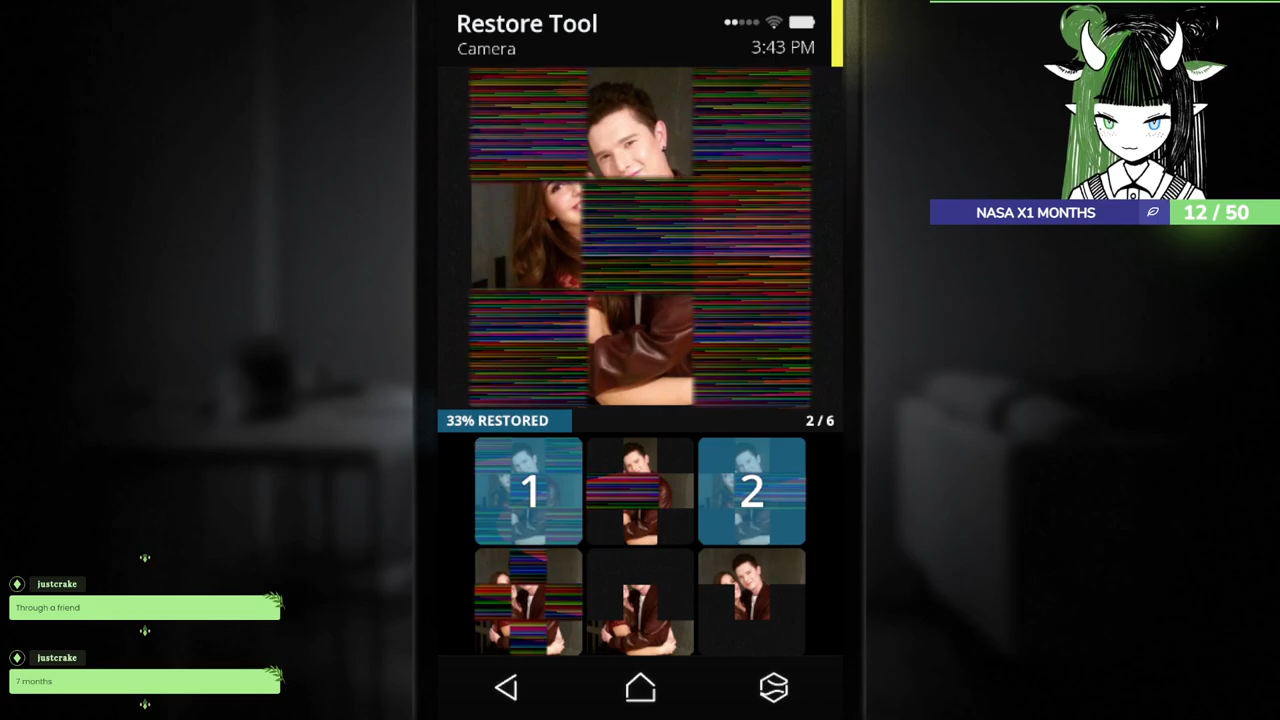 Restore Tool
Camera
3:43 PM
NASA X1 MONTHS
12 / 50
33% RESTORED
2 / 6
1
2
justcrake
Through a friend
justcrake
7 months